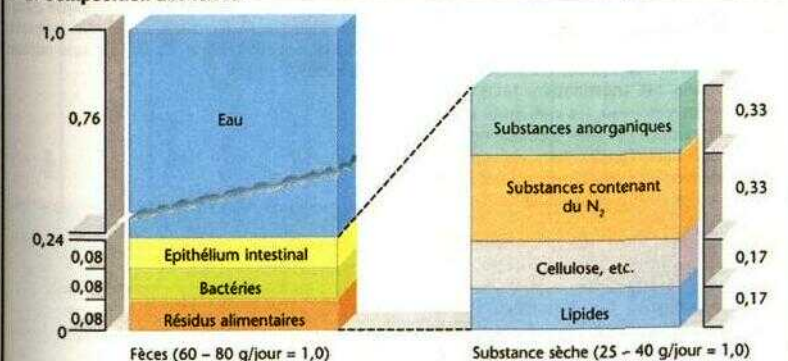 1,0
0,76
Eau
0,24
0,08
Epithélium intestinal
0,08
Bactéries
0,08
Résidus alimentaires
0
Fèces (60 – 80 g/jour = 1,0)
Substances anorganiques
0,33
Substances contenant
du N₂
0,33
Cellulose, etc.
0,17
Lipides
0,17
Substance sèche (25 – 40 g/jour = 1,0)